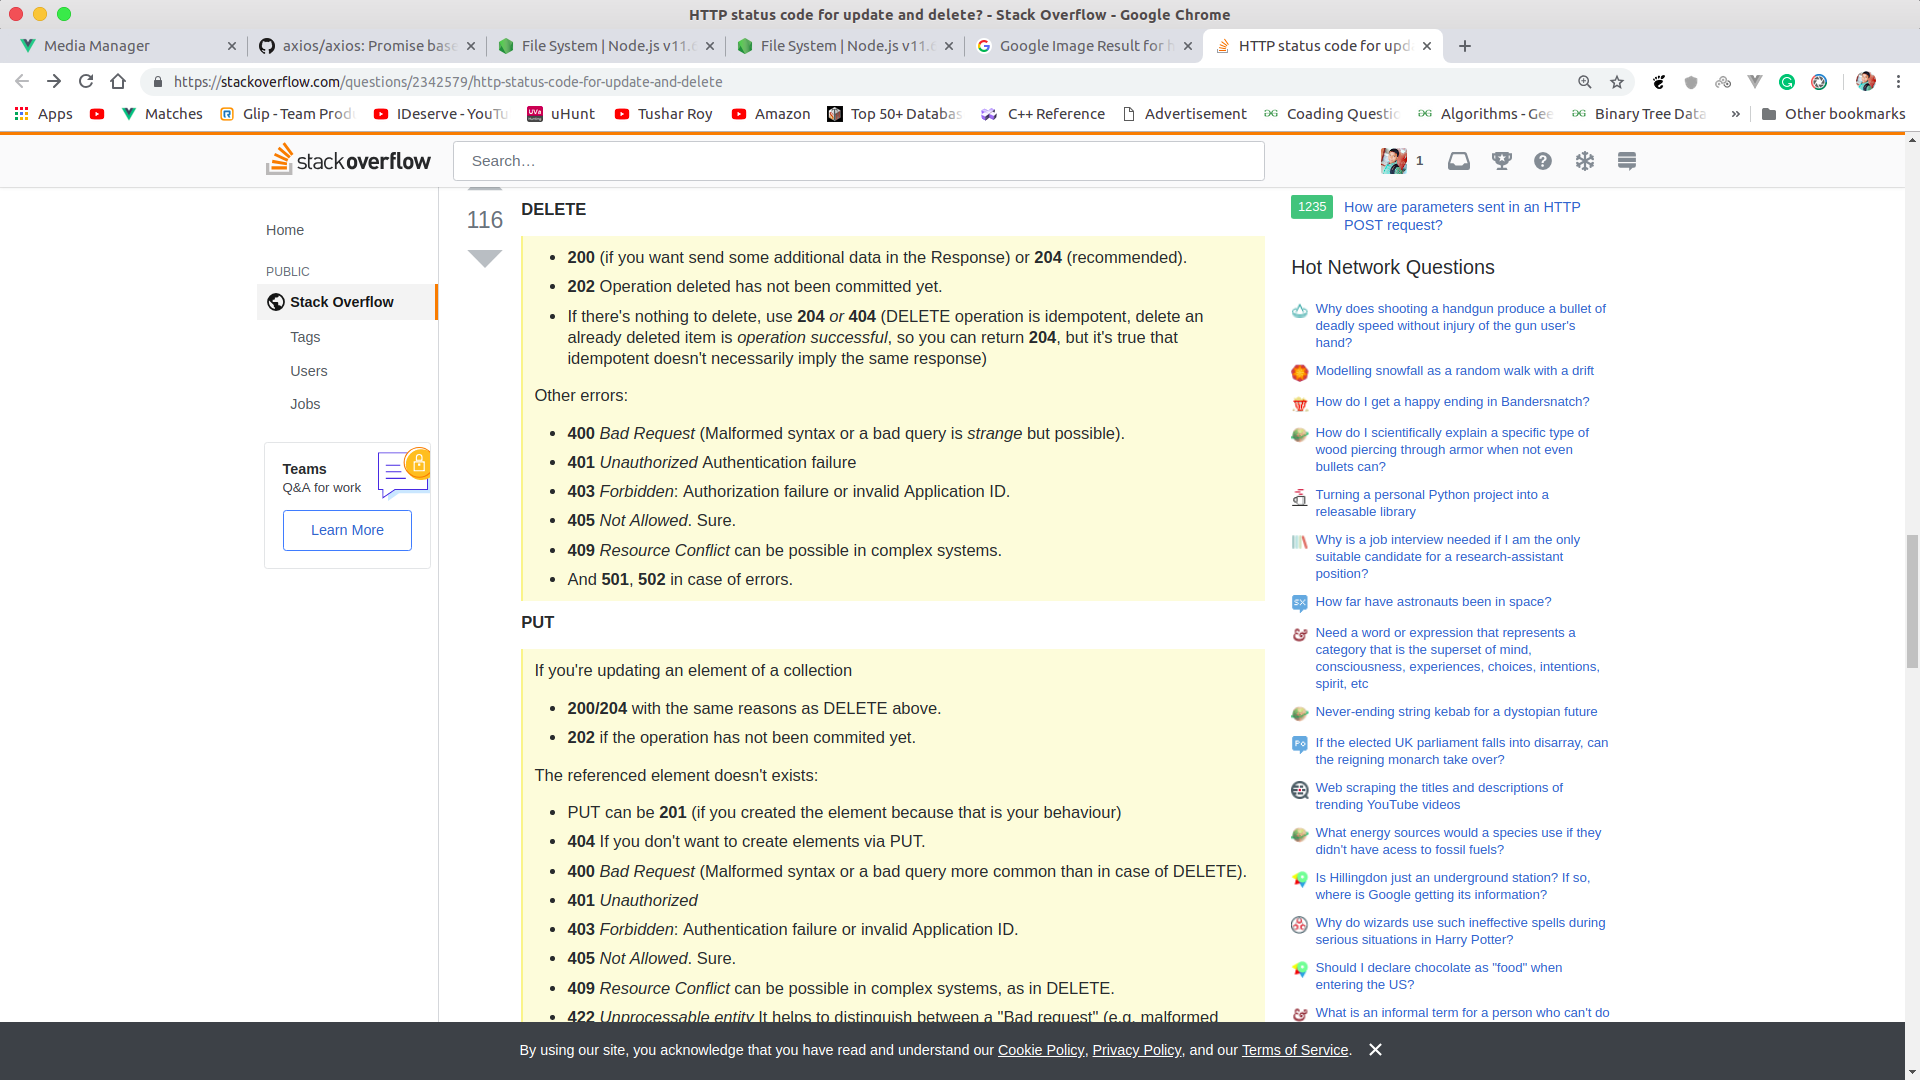 HTTP status code for update and delete? - Stack Overflow - Google Chrome
Media Manager
axios/axios: Promise base
File System | Node.js v11.
File System | Node.js v11.
Google Image Result for h
HTTP status code for upd
https://stackoverflow.com/questions/2342579/http-status-code-for-update-and-delete
Apps
Matches
Glip - Team Prod
IDeserve - YouTu
uHunt
Tushar Roy
Amazon
Top 50+ Databas
C++ Reference
Advertisement
Coading Questic
Algorithms - Gee
Binary Tree Data
»
Other bookmarks
stackoverflow
Search…
1
Home
PUBLIC
Stack Overflow
Tags
Users
Jobs
Teams
Q&A for work
Learn More
116
DELETE
• 200 (if you want send some additional data in the Response) or 204 (recommended).
• 202 Operation deleted has not been committed yet.
• If there's nothing to delete, use 204 or 404 (DELETE operation is idempotent, delete an
already deleted item is operation successful, so you can return 204, but it's true that
idempotent doesn't necessarily imply the same response)
Other errors:
• 400 Bad Request (Malformed syntax or a bad query is strange but possible).
• 401 Unauthorized Authentication failure
• 403 Forbidden: Authorization failure or invalid Application ID.
• 405 Not Allowed. Sure.
• 409 Resource Conflict can be possible in complex systems.
• And 501, 502 in case of errors.
PUT
If you're updating an element of a collection
• 200/204 with the same reasons as DELETE above.
• 202 if the operation has not been commited yet.
The referenced element doesn't exists:
• PUT can be 201 (if you created the element because that is your behaviour)
• 404 If you don't want to create elements via PUT.
• 400 Bad Request (Malformed syntax or a bad query more common than in case of DELETE).
• 401 Unauthorized
• 403 Forbidden: Authentication failure or invalid Application ID.
• 405 Not Allowed. Sure.
• 409 Resource Conflict can be possible in complex systems, as in DELETE.
• 422 Unprocessable entity It helps to distinguish between a "Bad request" (e.g. malformed
1235
How are parameters sent in an HTTP
POST request?
Hot Network Questions
Why does shooting a handgun produce a bullet of
deadly speed without injury of the gun user's
hand?
Modelling snowfall as a random walk with a drift
How do I get a happy ending in Bandersnatch?
How do I scientifically explain a specific type of
wood piercing through armor when not even
bullets can?
Turning a personal Python project into a
releasable library
Why is a job interview needed if I am the only
suitable candidate for a research-assistant
position?
How far have astronauts been in space?
Need a word or expression that represents a
category that is the superset of mind,
consciousness, experiences, choices, intentions,
spirit, etc
Never-ending string kebab for a dystopian future
If the elected UK parliament falls into disarray, can
the reigning monarch take over?
Web scraping the titles and descriptions of
trending YouTube videos
What energy sources would a species use if they
didn't have acess to fossil fuels?
Is Hillingdon just an underground station? If so,
where is Google getting its information?
Why do wizards use such ineffective spells during
serious situations in Harry Potter?
Should I declare chocolate as "food" when
entering the US?
What is an informal term for a person who can't do
By using our site, you acknowledge that you have read and understand our Cookie Policy, Privacy Policy, and our Terms of Service.